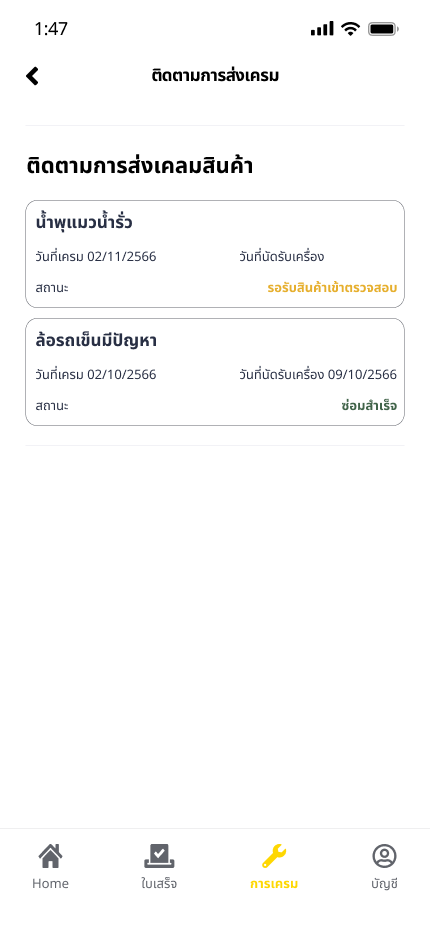 1:47
ติดตามการส่งเครม
ติดตามการส่งเคลมสินค้า
น้ำพุแมวน้ำรั่ว
วันที่เครม 02/11/2566 วันที่นัดรับเครื่อง
สถานะ รอรับสินค้าเข้าตรวจสอบ
ล้อรถเข็นมีปัญหา
วันที่เครม 02/10/2566 วันที่นัดรับเครื่อง 09/10/2566
สถานะ ซ่อมสำเร็จ
Home ใบเสร็จ การเครม บัญชี